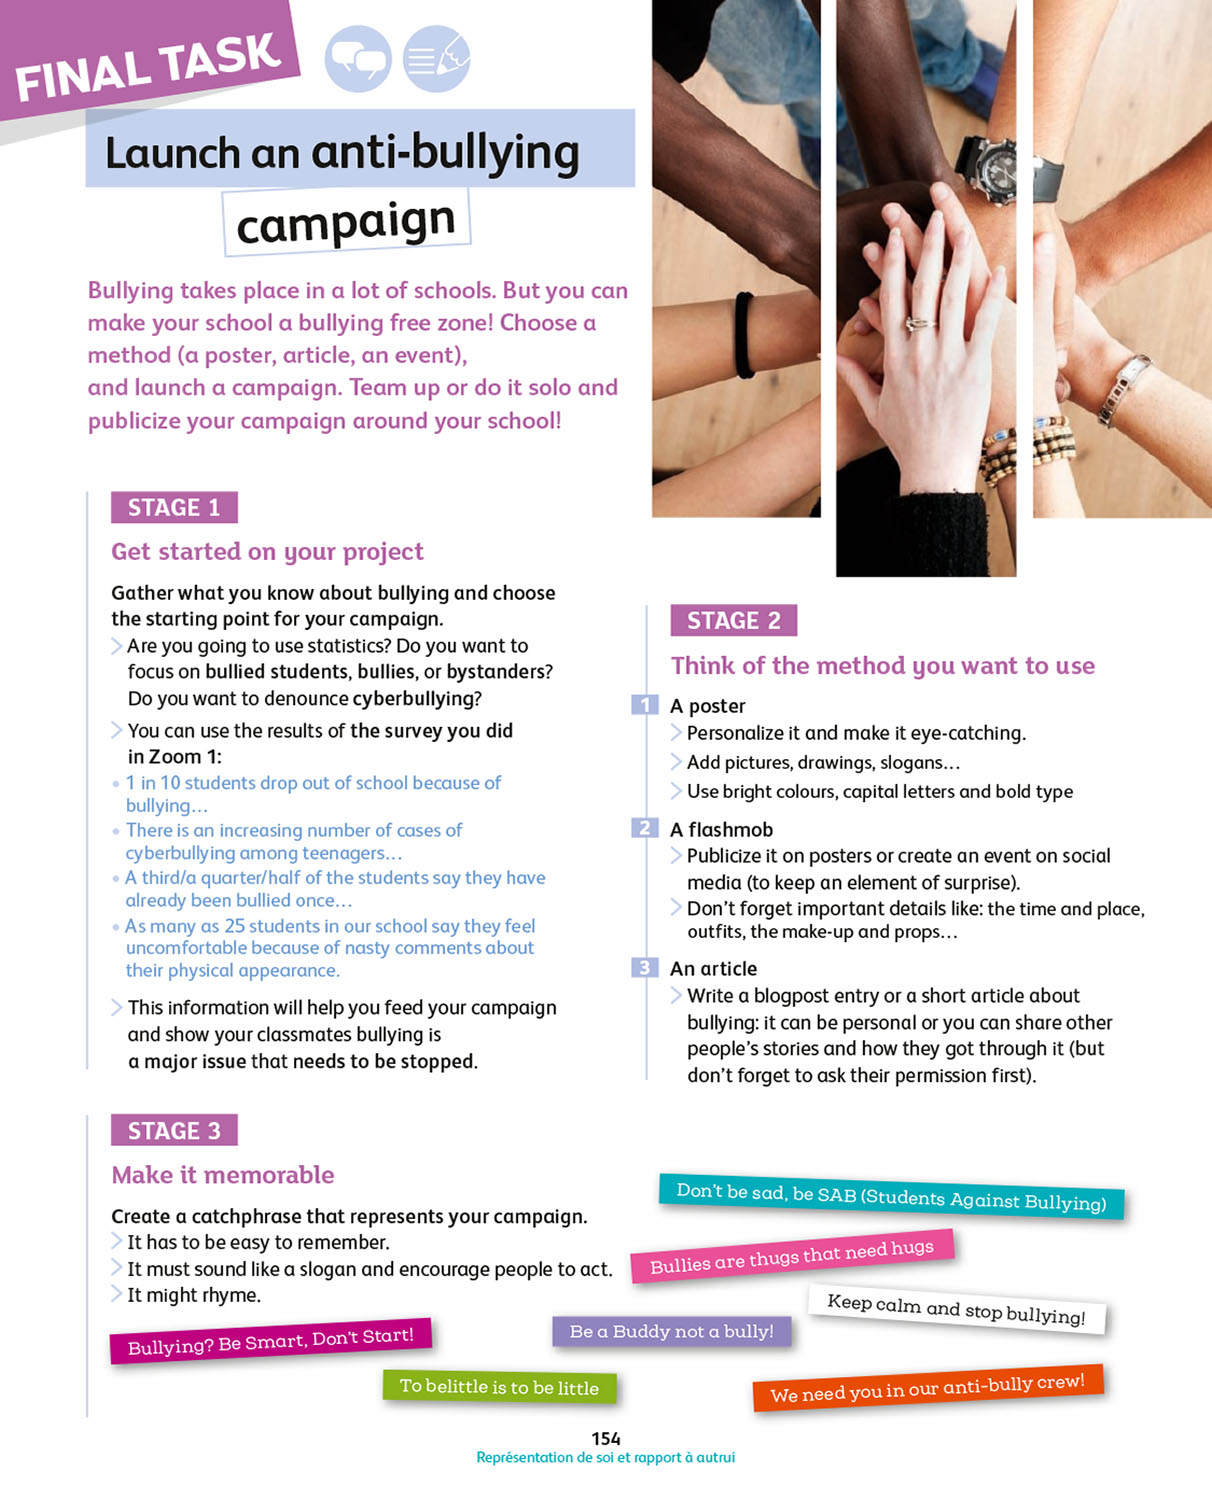 FINAL TASK
Launch an anti-bullying
campaign
Bullying takes place in a lot of schools. But you can
make your school a bullying free zone! Choose a
method (a poster, article, an event),
and launch a campaign. Team up or do it solo and
publicize your campaign around your school!
STAGE 1
Get started on your project
Gather what you know about bullying and choose
the starting point for your campaign.
Are you going to use statistics? Do you want to
focus on bullied students, bullies, or bystanders?
Do you want to denounce cyberbullying?
You can use the results of the survey you did
in Zoom 1:
• 1 in 10 students drop out of school because of
bullying…
• There is an increasing number of cases of
cyberbullying among teenagers…
• A third/a quarter/half of the students say they have
already been bullied once…
• As many as 25 students in our school say they feel
uncomfortable because of nasty comments about
their physical appearance.
This information will help you feed your campaign
and show your classmates bullying is
a major issue that needs to be stopped.
STAGE 2
Think of the method you want to use
1 A poster
Personalize it and make it eye-catching.
Add pictures, drawings, slogans…
Use bright colours, capital letters and bold type
2 A flashmob
Publicize it on posters or create an event on social
media (to keep an element of surprise).
Don't forget important details like: the time and place,
outfits, the make-up and props…
3 An article
Write a blogpost entry or a short article about
bullying: it can be personal or you can share other
people's stories and how they got through it (but
don't forget to ask their permission first).
STAGE 3
Make it memorable
Create a catchphrase that represents your campaign.
It has to be easy to remember.
It must sound like a slogan and encourage people to act.
It might rhyme.
Don't be sad, be SAB (Students Against Bullying)
Bullies are thugs that need hugs
Keep calm and stop bullying!
Bullying? Be Smart, Don't Start!
Be a Buddy not a bully!
To belittle is to be little
We need you in our anti-bully crew!
154
Représentation de soi et rapport à autrui